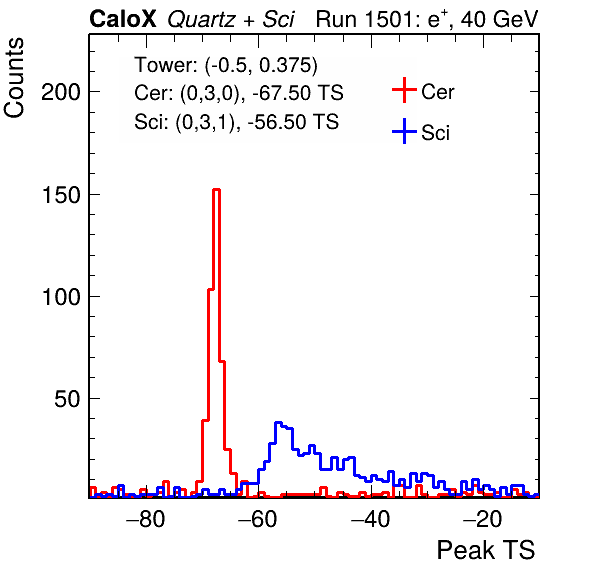 CaloX Quartz + Sci Run 1501: e⁺, 40 GeV
Counts
Tower: (-0.5, 0.375)
Cer: (0,3,0), -67.50 TS
Sci: (0,3,1), -56.50 TS
Cer
Sci
200
150
100
50
−80 −60 −40 −20
Peak TS